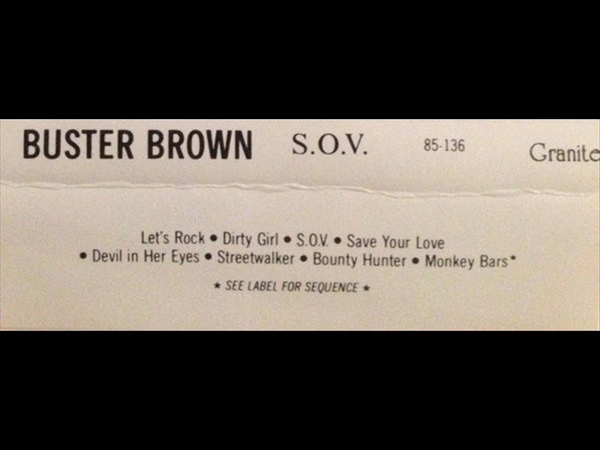 BUSTER BROWN S.O.V. 85-136 Granite
Let's Rock • Dirty Girl • S.O.V. • Save Your Love
• Devil in Her Eyes • Streetwalker • Bounty Hunter • Monkey Bars*
★ SEE LABEL FOR SEQUENCE ★